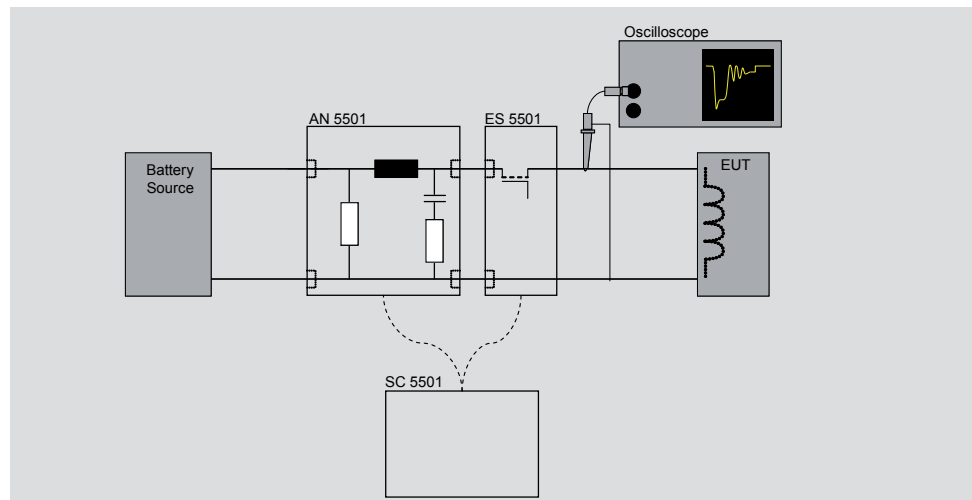 Oscilloscope
AN 5501
ES 5501
Battery
Source
EUT
SC 5501